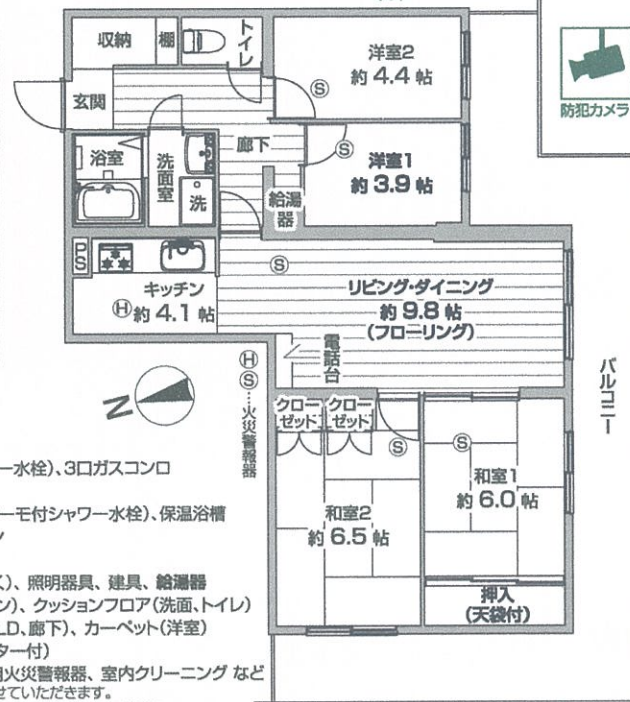 収納
棚
トイレ
洋室2
約4.4帖
防犯カメラ
玄関
廊下
浴室
洗面室
洗
Ⓢ
Ⓢ
洋室1
約3.9帖
給湯器
PS
キッチン
Ⓗ約4.1帖
Ⓢ
リビング・ダイニング
約9.8帖
(フローリング)
電話台
ⒽⓈ…火災警報器
N
バルコニー
クローゼット
クローゼット
Ⓢ
Ⓢ
和室1
約6.0帖
和室2
約6.5帖
押入
(天袋付)
ー水栓)、3口ガスコンロ
ーモ付シャワー水栓)、保温浴槽
ン
)、照明器具、建具、給湯器
ン)、クッションフロア(洗面、トイレ)
LD、廊下)、カーペット(洋室)
ター付)
火災警報器、室内クリーニング など
せていただきます。